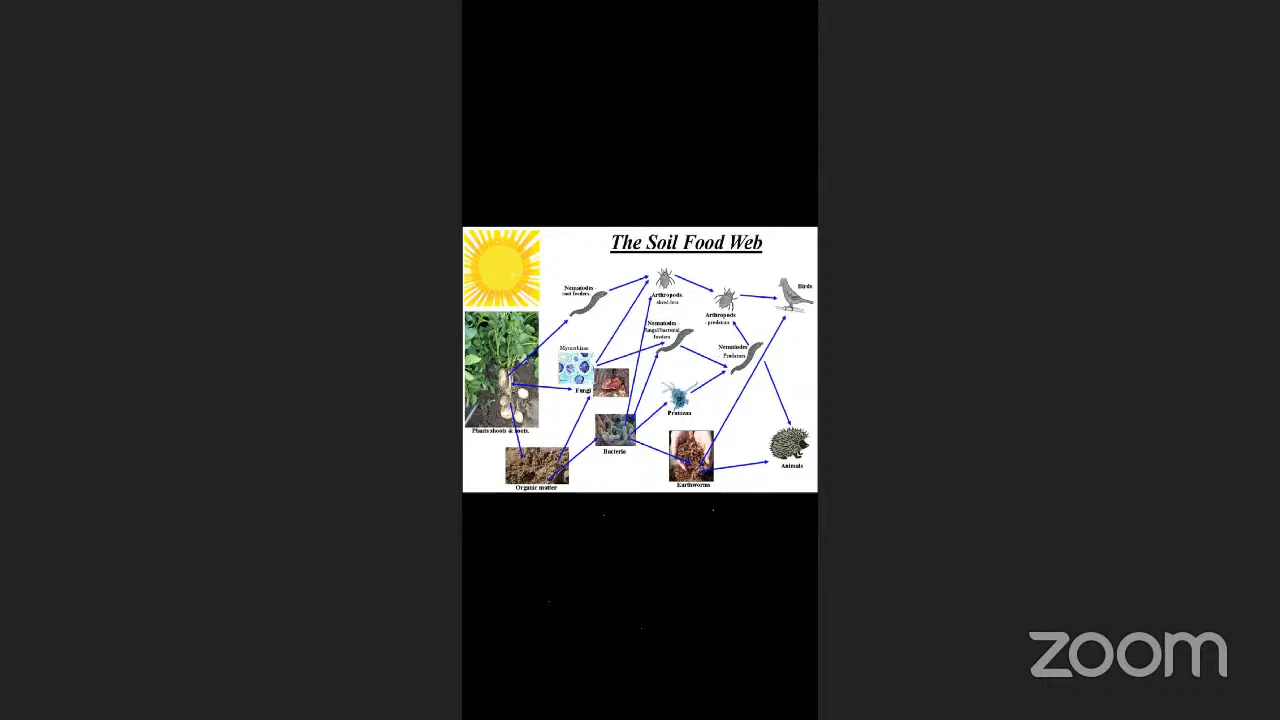 The Soil Food Web
Nematodes -
root feeders.
Arthropods
shredders
Birds
Arthropods
- predators
Nematodes -
fungal/bacterial
feeders
Mycorrhizae
Nematodes
Predators
Fungi
Protozoa
Plants shoots & roots.
Bacteria
Animals
Organic matter
Earthworms
zoom